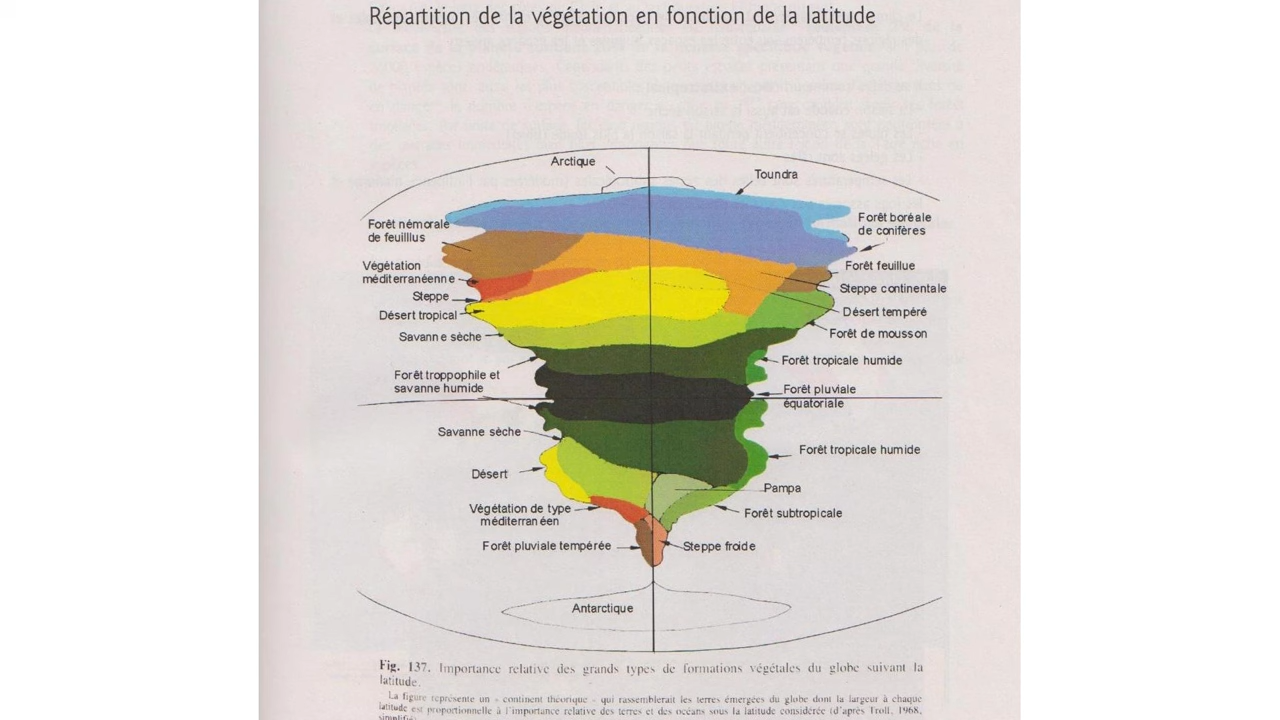 Répartition de la végétation en fonction de la latitude
Arctique
Toundra
Forêt némorale
de feuilllus
Forêt boréale
de conifères
Végétation
méditerranéenne
Forêt feuillue
Steppe
Steppe continentale
Désert tropical
Désert tempéré
Savanne sèche
Forêt de mousson
Forêt tropicale humide
Forêt troppophile et
savanne humide
Forêt pluviale
équatoriale
Savanne sèche
Forêt tropicale humide
Désert
Pampa
Végétation de type
méditerranéen
Forêt subtropicale
Forêt pluviale tempérée
Steppe froide
Antarctique
Fig. 137. Importance relative des grands types de formations végétales du globe suivant la
latitude.
La figure représente un « continent théorique » qui rassemblerait les terres émergées du globe dont la largeur à chaque
latitude est proportionnelle à l'importance relative des terres et des océans sous la latitude considérée (d'après Troll, 1968,